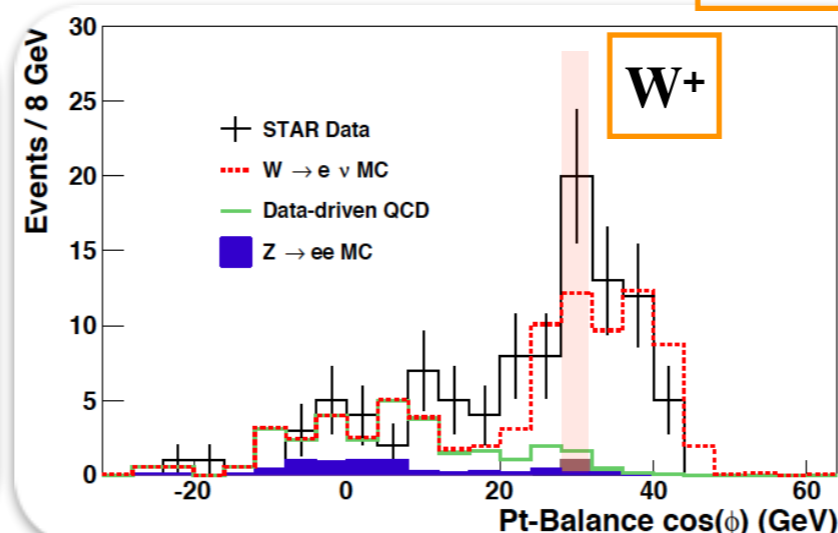 30
25
20
15
10
5
0
Events / 8 GeV
W+
STAR Data
W → e ν MC
Data-driven QCD
Z → ee MC
-20 0 20 40 60
Pt-Balance cos(ϕ) (GeV)